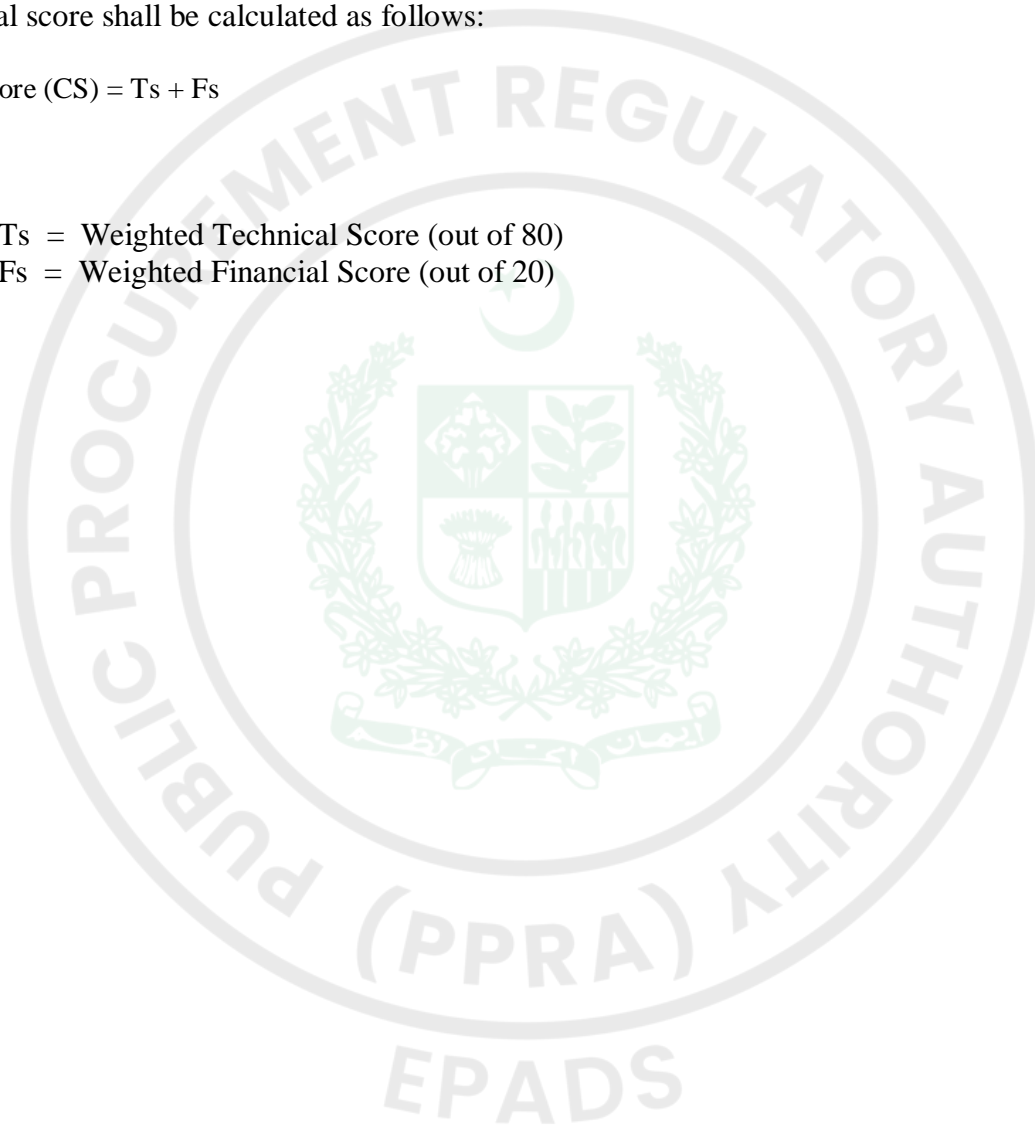 al score shall be calculated as follows:
ore (CS) = Ts + Fs
Ts = Weighted Technical Score (out of 80)
Fs = Weighted Financial Score (out of 20)
PUBLIC PROCUREMENT REGULATORY AUTHORITY
(PPRA)
EPADS